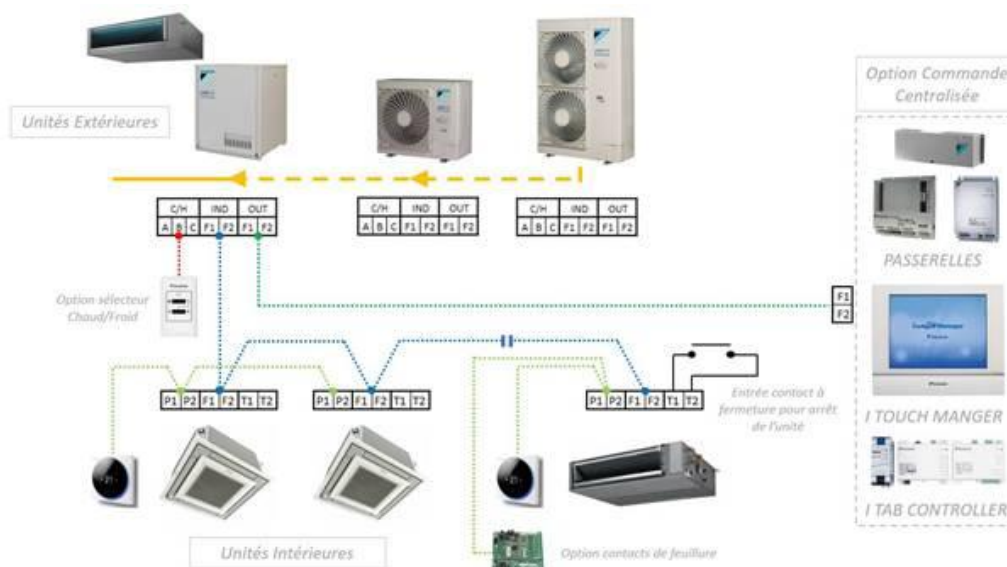 Unités Extérieures
Option Commande
Centralisée
C/H IND OUT
A B C F1 F2 F1 F2
C/H IND OUT
A B C F1 F2 F1 F2
C/H IND OUT
A B C F1 F2 F1 F2
PASSERELLES
Option sélecteur
Chaud/Froid
F1
F2
P1 P2 F1 F2 T1 T2
P1 P2 F1 F2 T1 T2
P1 P2 F1 F2 T1 T2
Entrée contact à
fermeture pour arrêt
de l'unité
I TOUCH MANGER
I TAB CONTROLLER
Unités Intérieures
Option contacts de feuillure